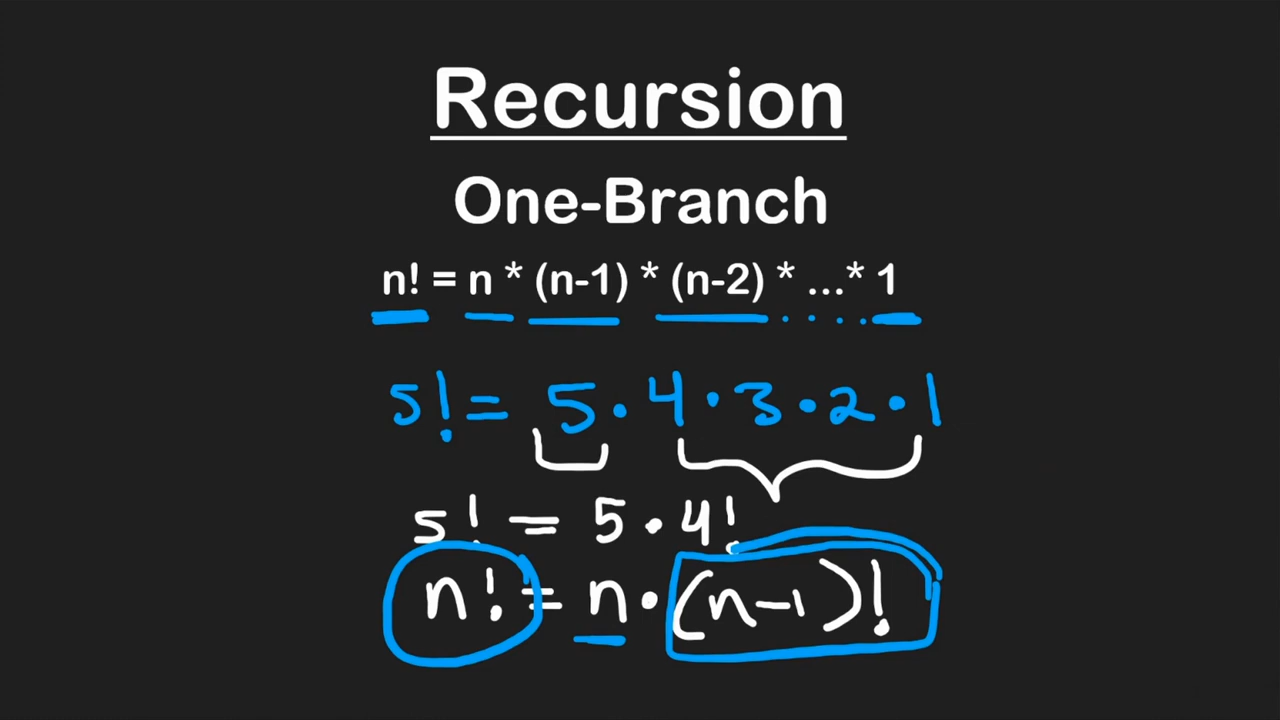 Recursion
One-Branch
n! = n * (n-1) * (n-2) * ...* 1
5! = 5 · 4 · 3 · 2 · 1
5! = 5 · 4!
n! = n · (n-1)!